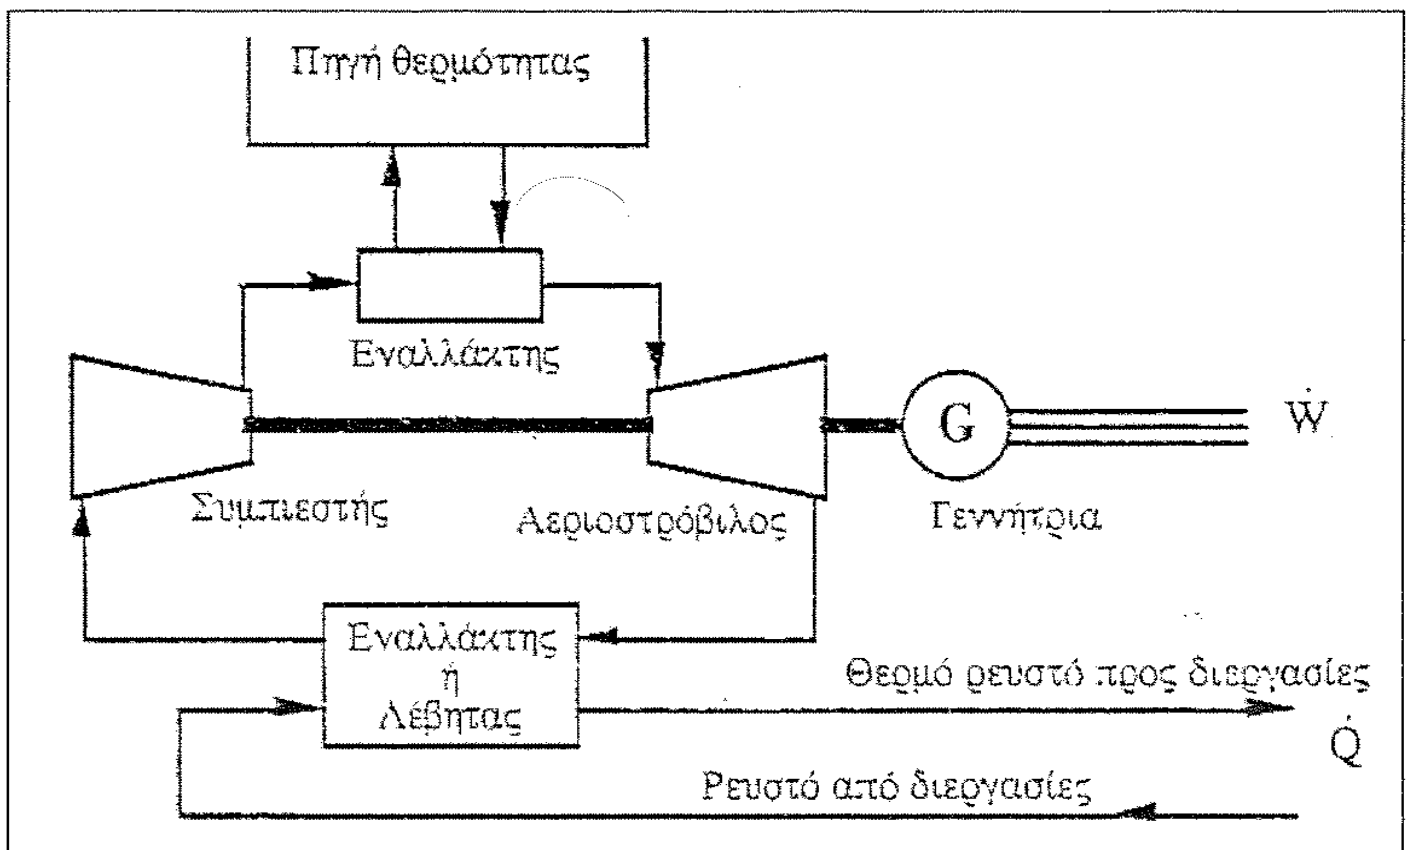 Πηγή θερμότητας
Εναλλάκτης
G
Ẇ
Συμπιεστής
Αεριοστρόβιλος
Γεννήτρια
Εναλλάκτης
ή
Λέβητας
Θερμό ρευστό προς διεργασίες
Q̇
Ρευστό από διεργασίες